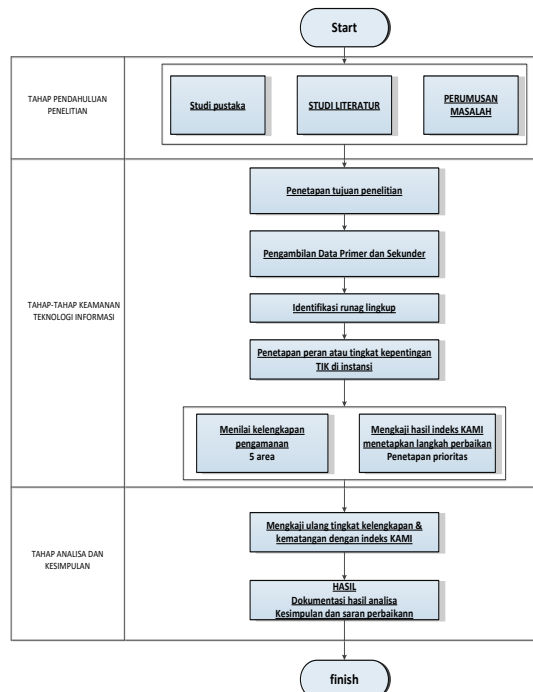 Start
TAHAP PENDAHULUAN
PENELITIAN
Studi pustaka
STUDI LITERATUR
PERUMUSAN
MASALAH
TAHAP-TAHAP KEAMANAN
TEKNOLOGI INFORMASI
Penetapan tujuan penelitian
Pengambilan Data Primer dan Sekunder
Identifikasi runag lingkup
Penetapan peran atau tingkat kepentingan
TIK di instansi
Menilai kelengkapan
pengamanan
5 area
Mengkaji hasil indeks KAMI
menetapkan langkah perbaikan
Penetapan prioritas
TAHAP ANALISA DAN
KESIMPULAN
Mengkaji ulang tingkat kelengkapan &
kematangan dengan indeks KAMI
HASIL
Dokumentasi hasil analisa
Kesimpulan dan saran perbaikann
finish